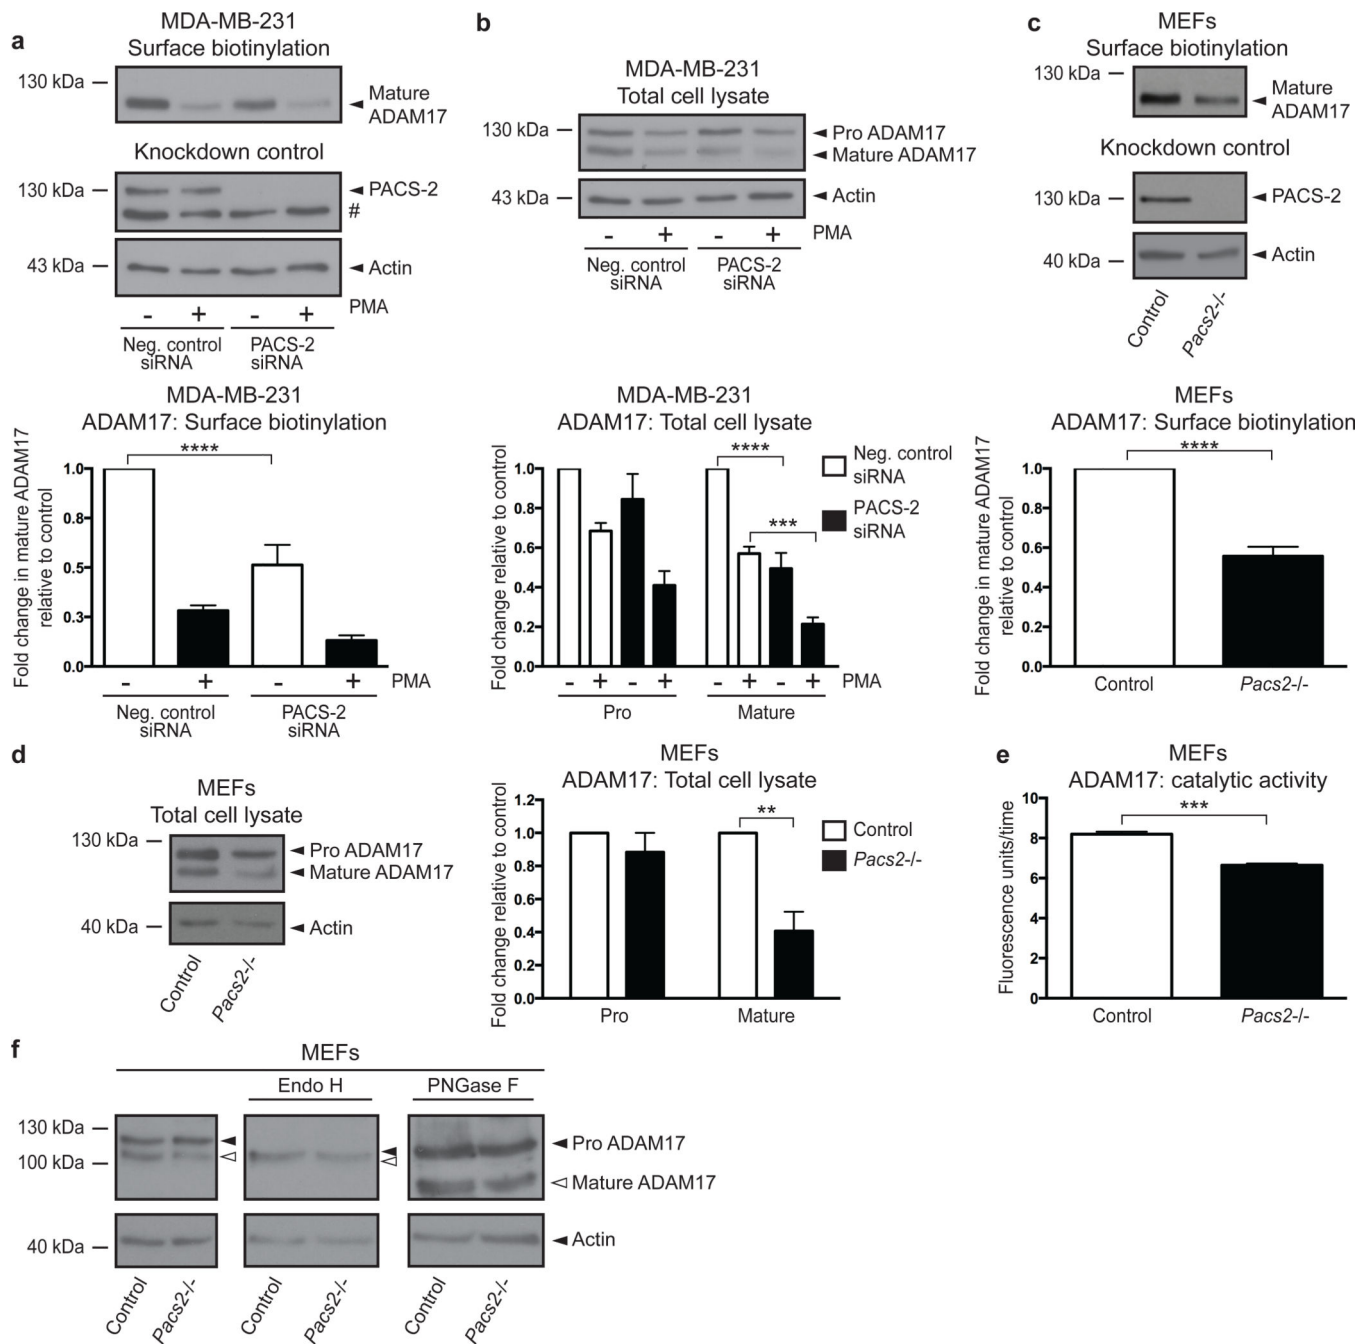 a
MDA-MB-231
Surface biotinylation
130 kDa
Mature
ADAM17
Knockdown control
130 kDa
PACS-2
#
43 kDa
Actin
- + - + PMA
Neg. control
siRNA
PACS-2
siRNA
MDA-MB-231
ADAM17: Surface biotinylation
Fold change in mature ADAM17
relative to control
****
1.0
0.8
0.5
0.3
0.0
- + - + PMA
Neg. control
siRNA
PACS-2
siRNA
b
MDA-MB-231
Total cell lysate
130 kDa
Pro ADAM17
Mature ADAM17
43 kDa
Actin
- + - + PMA
Neg. control
siRNA
PACS-2
siRNA
MDA-MB-231
ADAM17: Total cell lysate
Fold change relative to control
**** ***
Neg. control
siRNA
PACS-2
siRNA
1.0
0.8
0.6
0.4
0.2
0.0
- + - + - + - + PMA
Pro Mature
c
MEFs
Surface biotinylation
130 kDa
Mature
ADAM17
Knockdown control
130 kDa
PACS-2
40 kDa
Actin
Control
Pacs2-/-
MEFs
ADAM17: Surface biotinylation
Fold change in mature ADAM17
relative to control
****
1.0
0.8
0.6
0.4
0.2
0.0
Control Pacs2-/-
d
MEFs
Total cell lysate
130 kDa
Pro ADAM17
Mature ADAM17
40 kDa
Actin
Control
Pacs2-/-
MEFs
ADAM17: Total cell lysate
Fold change relative to control
**
Control
Pacs2-/-
1.2
1.0
0.8
0.6
0.4
0.2
0.0
Pro Mature
e
MEFs
ADAM17: catalytic activity
Fluorescence units/time
***
10
8
6
4
2
0
Control Pacs2-/-
f
MEFs
Endo H PNGase F
130 kDa
100 kDa
Pro ADAM17
Mature ADAM17
40 kDa
Actin
Control
Pacs2-/-
Control
Pacs2-/-
Control
Pacs2-/-